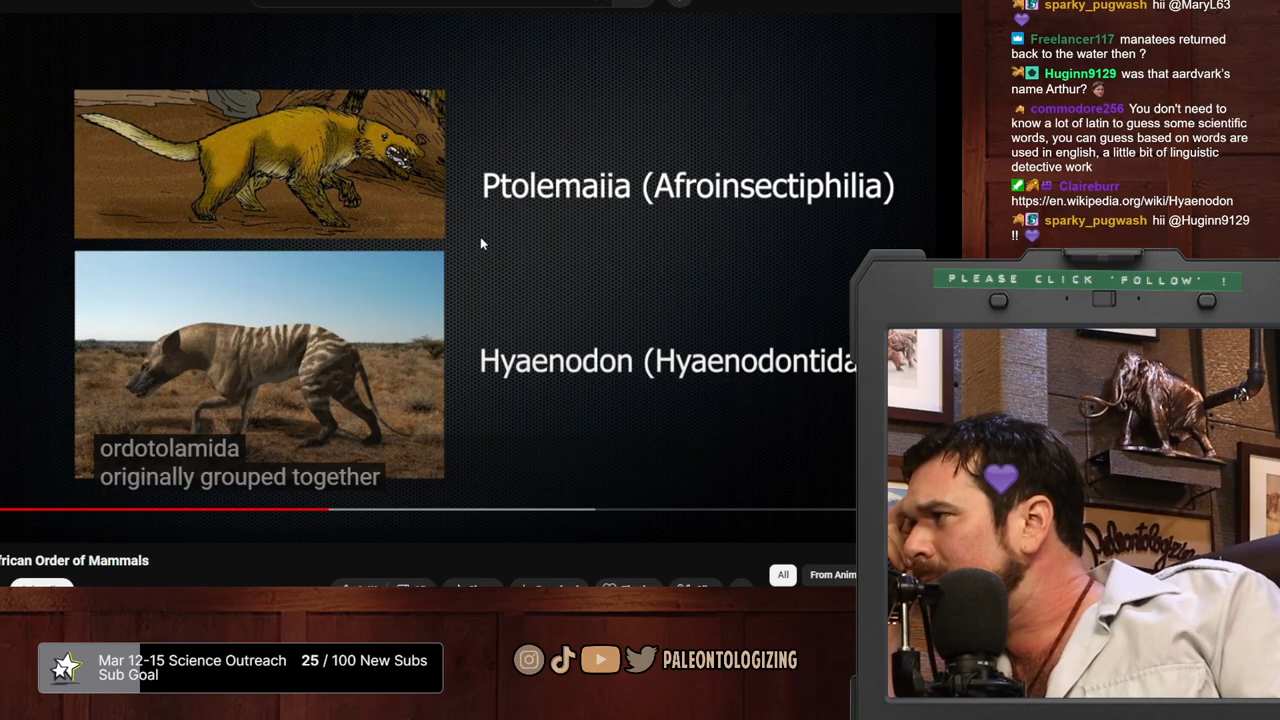 sparky_pugwash hii @MaryL63
Freelancer117 manatees returned
back to the water then ?
Huginn9129 was that aardvark's
name Arthur?
commodore256 You don't need to
know a lot of latin to guess some scientific
words, you can guess based on words are
used in english, a little bit of linguistic
detective work
Claireburr
https://en.wikipedia.org/wiki/Hyaenodon
sparky_pugwash hii @Huginn9129
!!
Ptolemaiia (Afroinsectiphilia)
Hyaenodon (Hyaenodontida
ordotolamida
originally grouped together
PLEASE CLICK "FOLLOW" !
Paleontologizing
frican Order of Mammals
All
From Anim
Mar 12-15 Science Outreach 25 / 100 New Subs
Sub Goal
PALEONTOLOGIZING